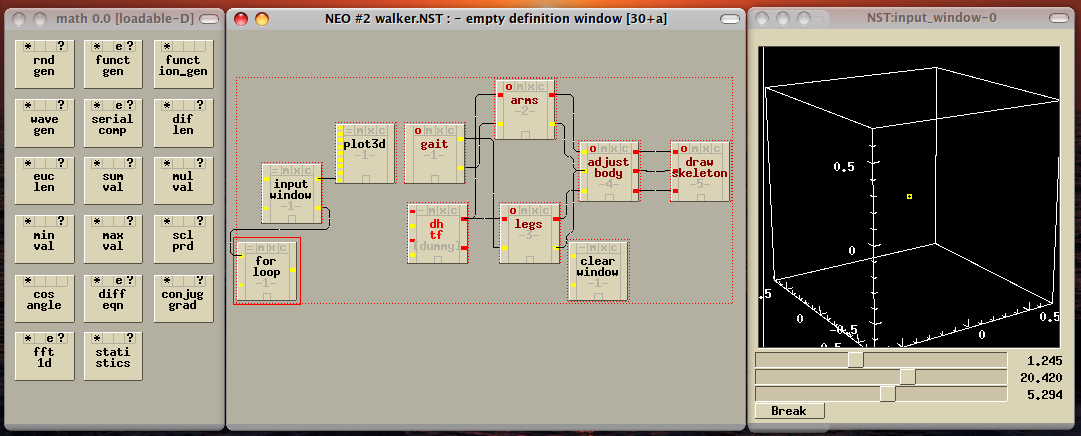 math 0.0 [loadable-D]
* ?
rnd
gen
* e ?
funct
gen
* ?
funct
ion_gen
* ?
wave
gen
* e ?
serial
comp
* ?
dif
len
* ?
euc
len
* ?
sum
val
* ?
mul
val
* ?
min
val
* ?
max
val
* ?
scl
prd
*
cos
angle
* e ?
diff
eqn
* ?
conjug
grad
* e ?
fft
1d
* ?
stati
stics
NEO #2 walker.NST : - empty definition window [30+a]
= m x c
input
window
-1-
= m x c
for
loop
-1-
= m x c
plot3d
-1-
o m x c
gait
-1-
o m x c
arms
-2-
- m x c
dh
tf
[dummy]
o m x c
legs
-3-
o m x c
adjust
body
-4-
o m x c
draw
skeleton
-5-
- m x c
clear
window
-1-
NST:input_window-0
0.5
0
-0.5
.5
0
0.5
0
0.5
1.245
20.420
5.294
Break